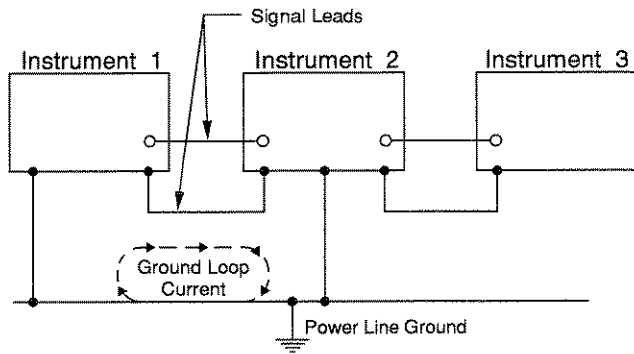 Signal Leads
Instrument 1
Instrument 2
Instrument 3
Ground Loop
Current
Power Line Ground